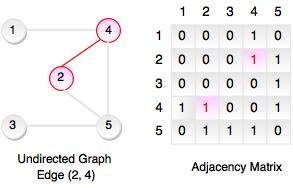 1 4
2
3 5
Undirected Graph
Edge (2, 4)
1 2 3 4 5
1 0 0 0 1 0
2 0 0 0 1 1
3 0 0 0 0 1
4 1 1 0 0 1
5 0 1 1 1 0
Adjacency Matrix